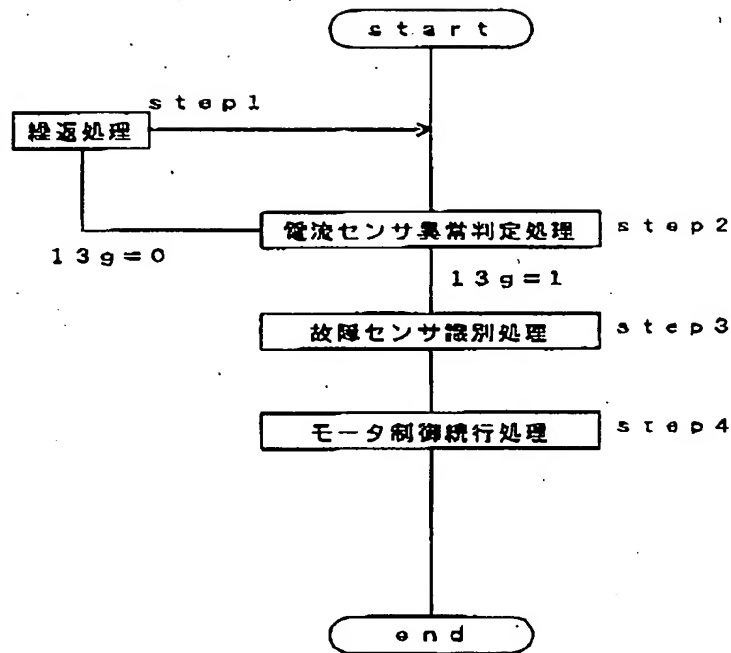 start
step1
繰返処理
電流センサ異常判定処理 step2
13g=0
13g=1
故障センサ識別処理 step3
モータ制御続行処理 step4
end